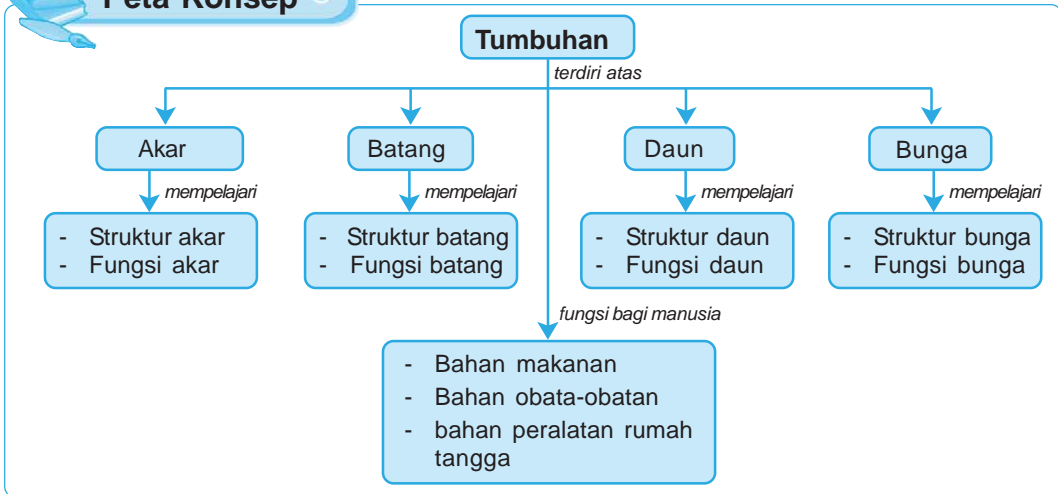 Peta Konsep
Tumbuhan
terdiri atas
Akar
Batang
Daun
Bunga
mempelajari
mempelajari
mempelajari
mempelajari
- Struktur akar
- Fungsi akar
- Struktur batang
- Fungsi batang
- Struktur daun
- Fungsi daun
- Struktur bunga
- Fungsi bunga
fungsi bagi manusia
- Bahan makanan
- Bahan obata-obatan
- bahan peralatan rumah
tangga